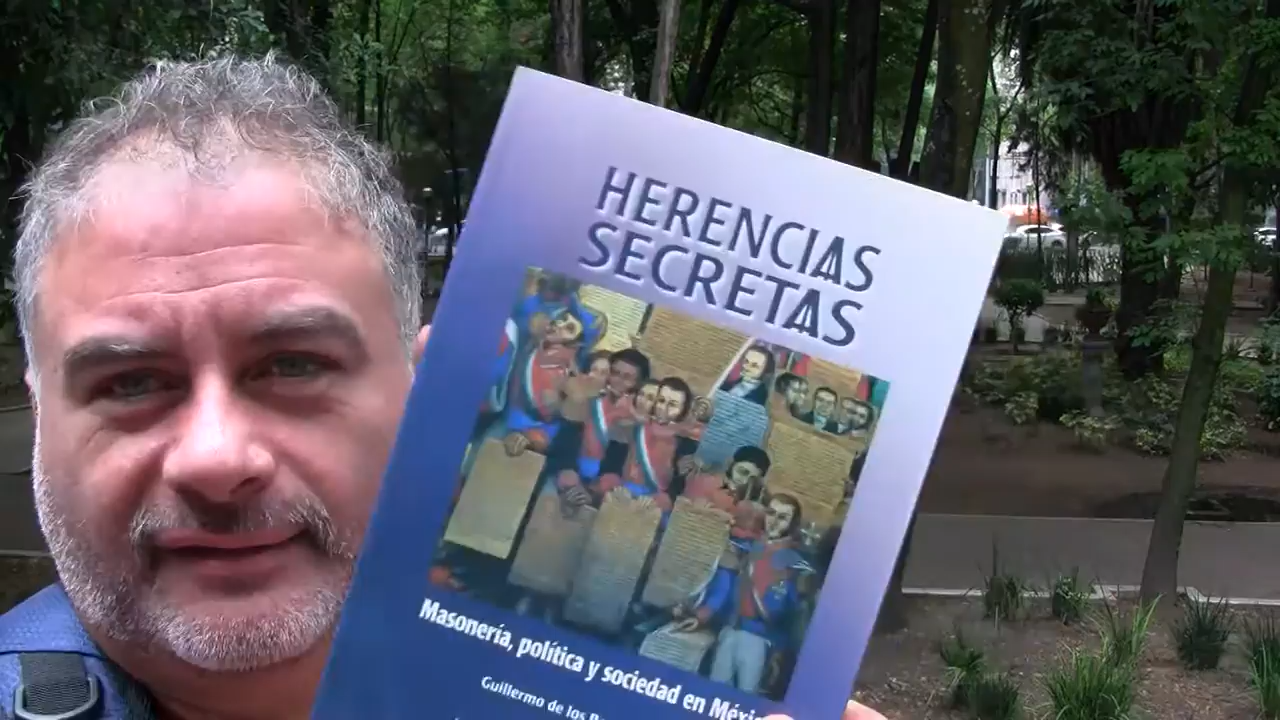 HERENCIAS
SECRETAS
Masonería, política y sociedad en
Guillermo de los